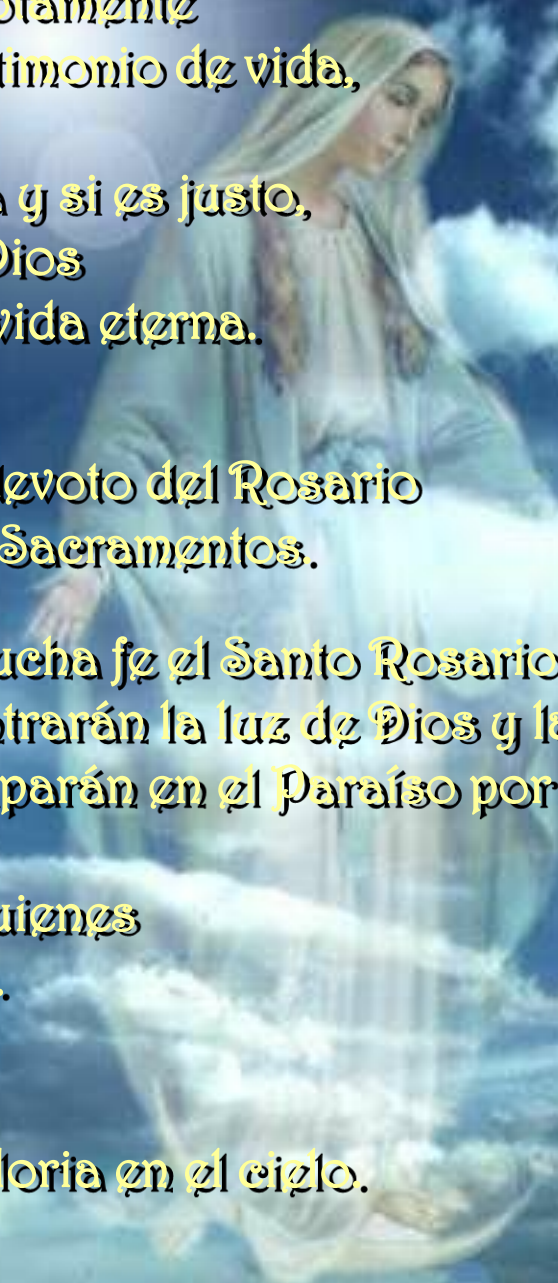 otamente
timonio de vida,
y si es justo,
Dios
vida eterna.
devoto del Rosario
Sacramentos.
ucha fe el Santo Rosario
trarán la luz de Dios y la
parán en el Paraíso por
uienes
.
loria en el cielo.